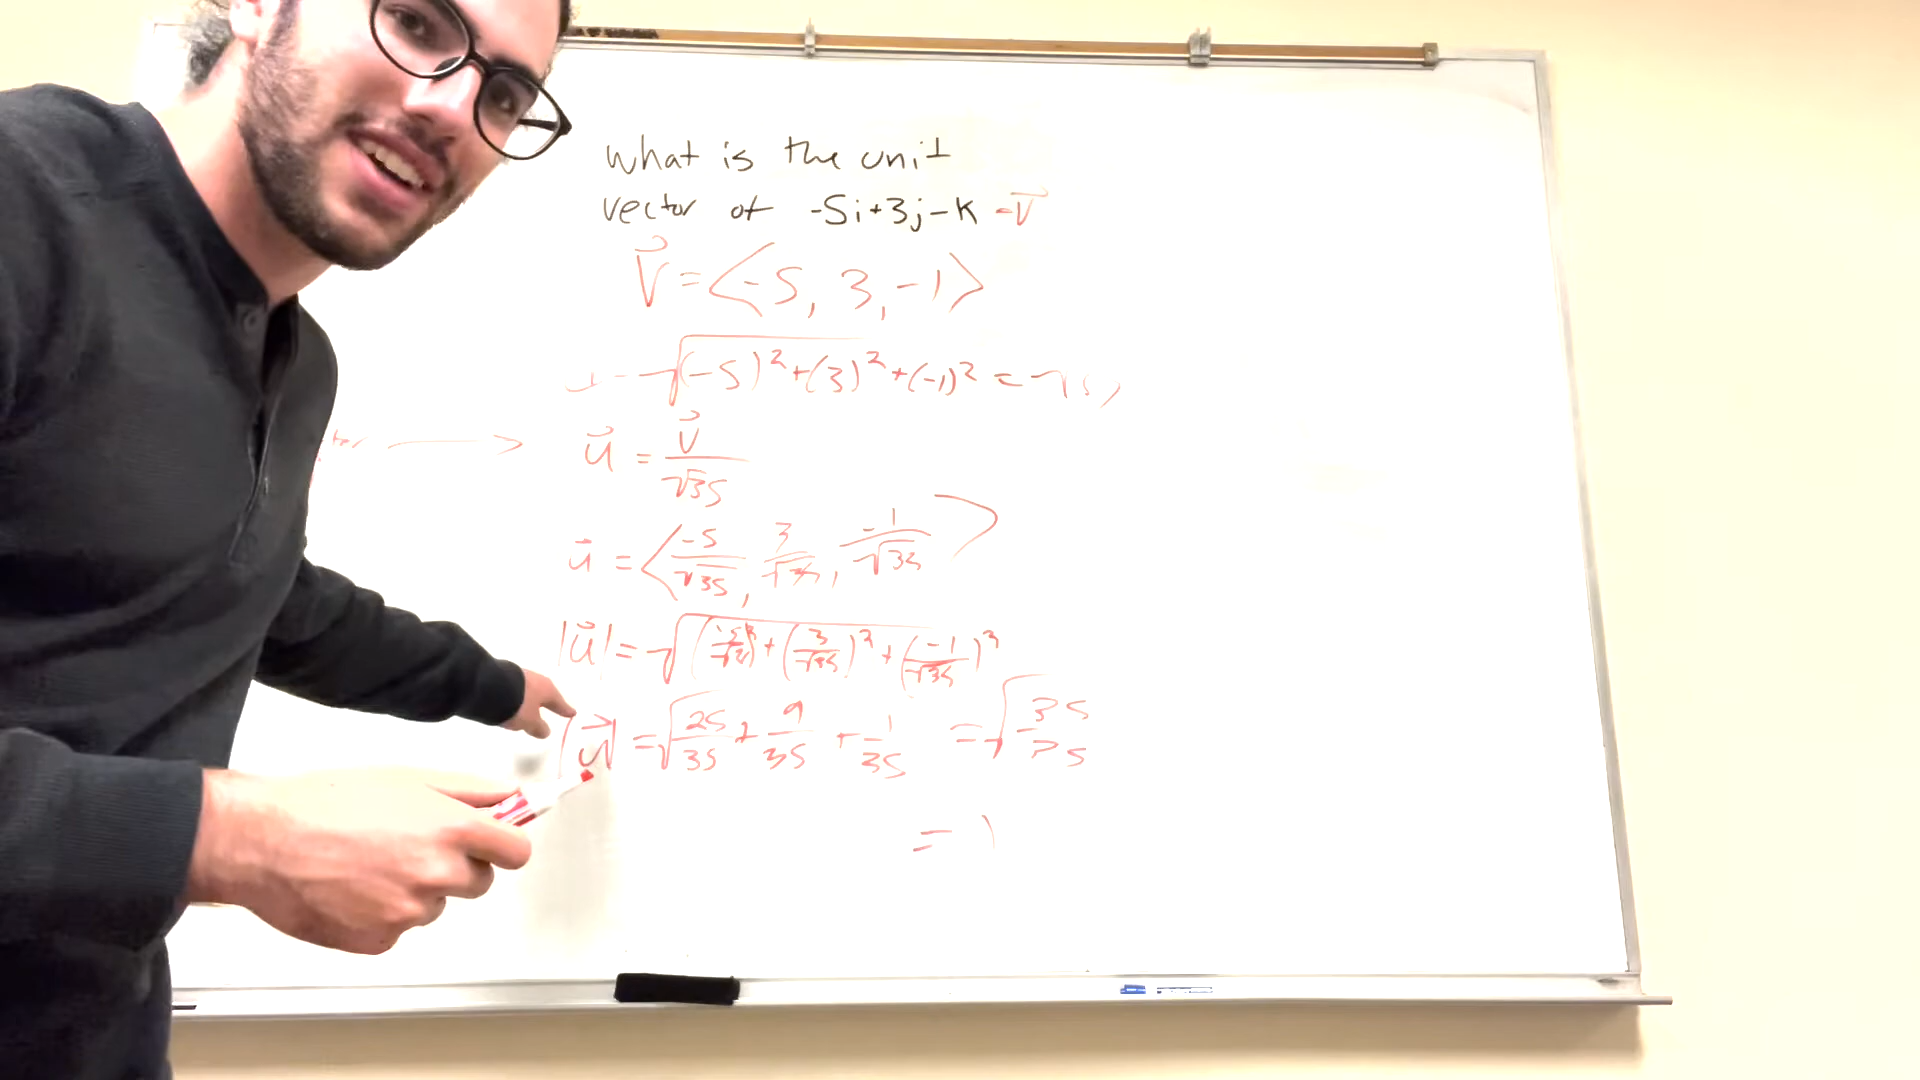 What is the unit
vector of -5i+3j-k =v⃗
v⃗ = <-5, 3, -1>
√(-5)²+(3)²+(-1)² =
u⃗ = v⃗/√35
u⃗ = <-5/√35, 3/√35, -1/√35>
|u⃗| = √(-5/√35)²+(3/√35)²+(-1/√35)²
|u⃗| = √25/35 + 9/35 + 1/35 = √35/35
= 1